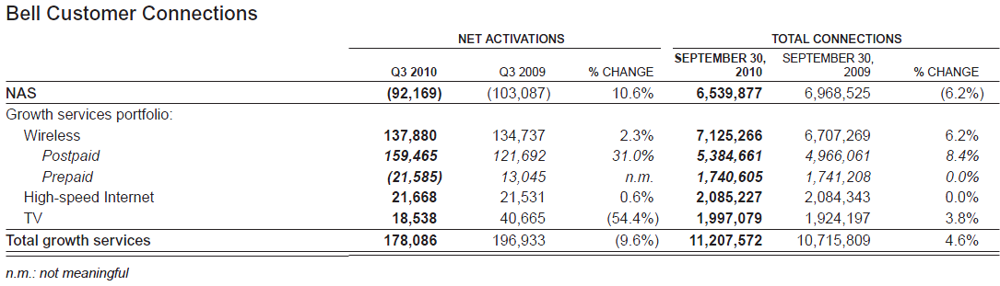 Bell Customer Connections
NET ACTIVATIONS TOTAL CONNECTIONS
SEPTEMBER 30, SEPTEMBER 30,
Q3 2010 Q3 2009 % CHANGE 2010 2009 % CHANGE
NAS (92,169) (103,087) 10.6% 6,539,877 6,968,525 (6.2%)
Growth services portfolio:
Wireless 137,880 134,737 2.3% 7,125,266 6,707,269 6.2%
Postpaid 159,465 121,692 31.0% 5,384,661 4,966,061 8.4%
Prepaid (21,585) 13,045 n.m. 1,740,605 1,741,208 0.0%
High-speed Internet 21,668 21,531 0.6% 2,085,227 2,084,343 0.0%
TV 18,538 40,665 (54.4%) 1,997,079 1,924,197 3.8%
Total growth services 178,086 196,933 (9.6%) 11,207,572 10,715,809 4.6%
n.m.: not meaningful